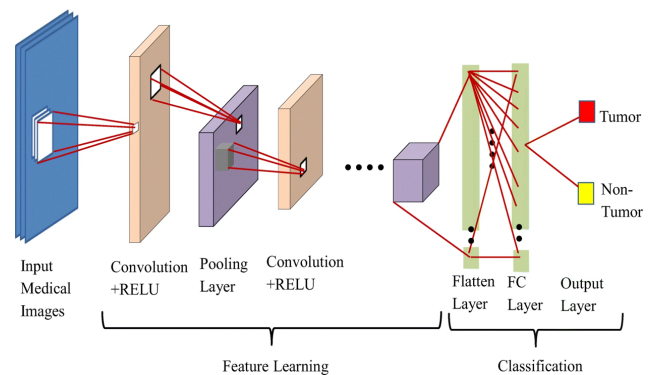 Tumor
Non-
Tumor
Input
Medical
Images
Convolution
+RELU
Pooling
Layer
Convolution
+RELU
Flatten
Layer
FC
Layer
Output
Layer
Feature Learning
Classification